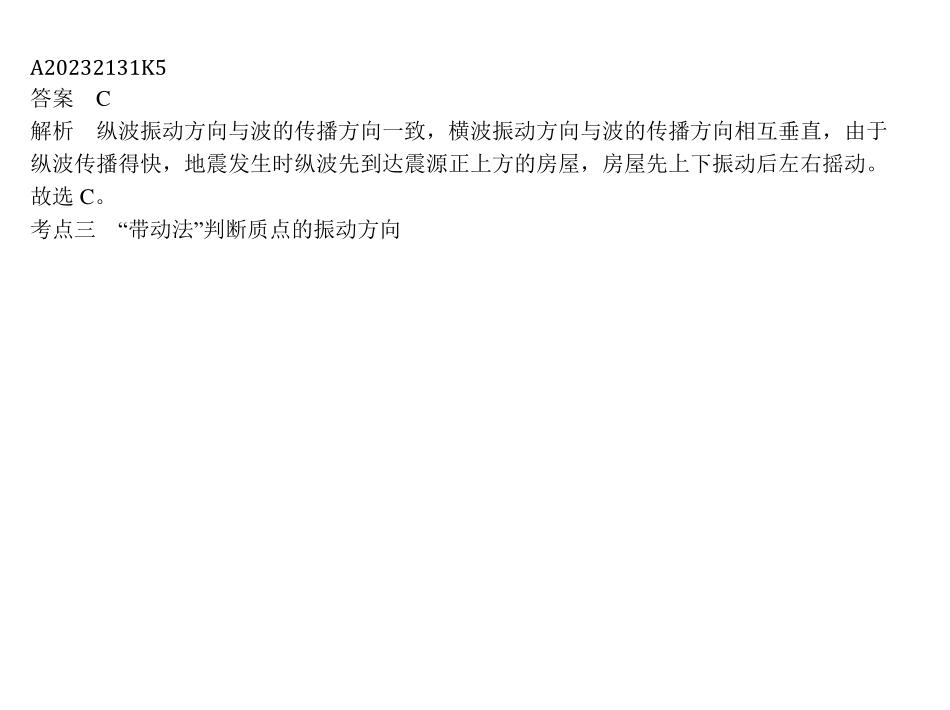 A20232131K5
答案　C
解析　纵波振动方向与波的传播方向一致，横波振动方向与波的传播方向相互垂直，由于
纵波传播得快，地震发生时纵波先到达震源正上方的房屋，房屋先上下振动后左右摇动。
故选 C。
考点三　“带动法”判断质点的振动方向